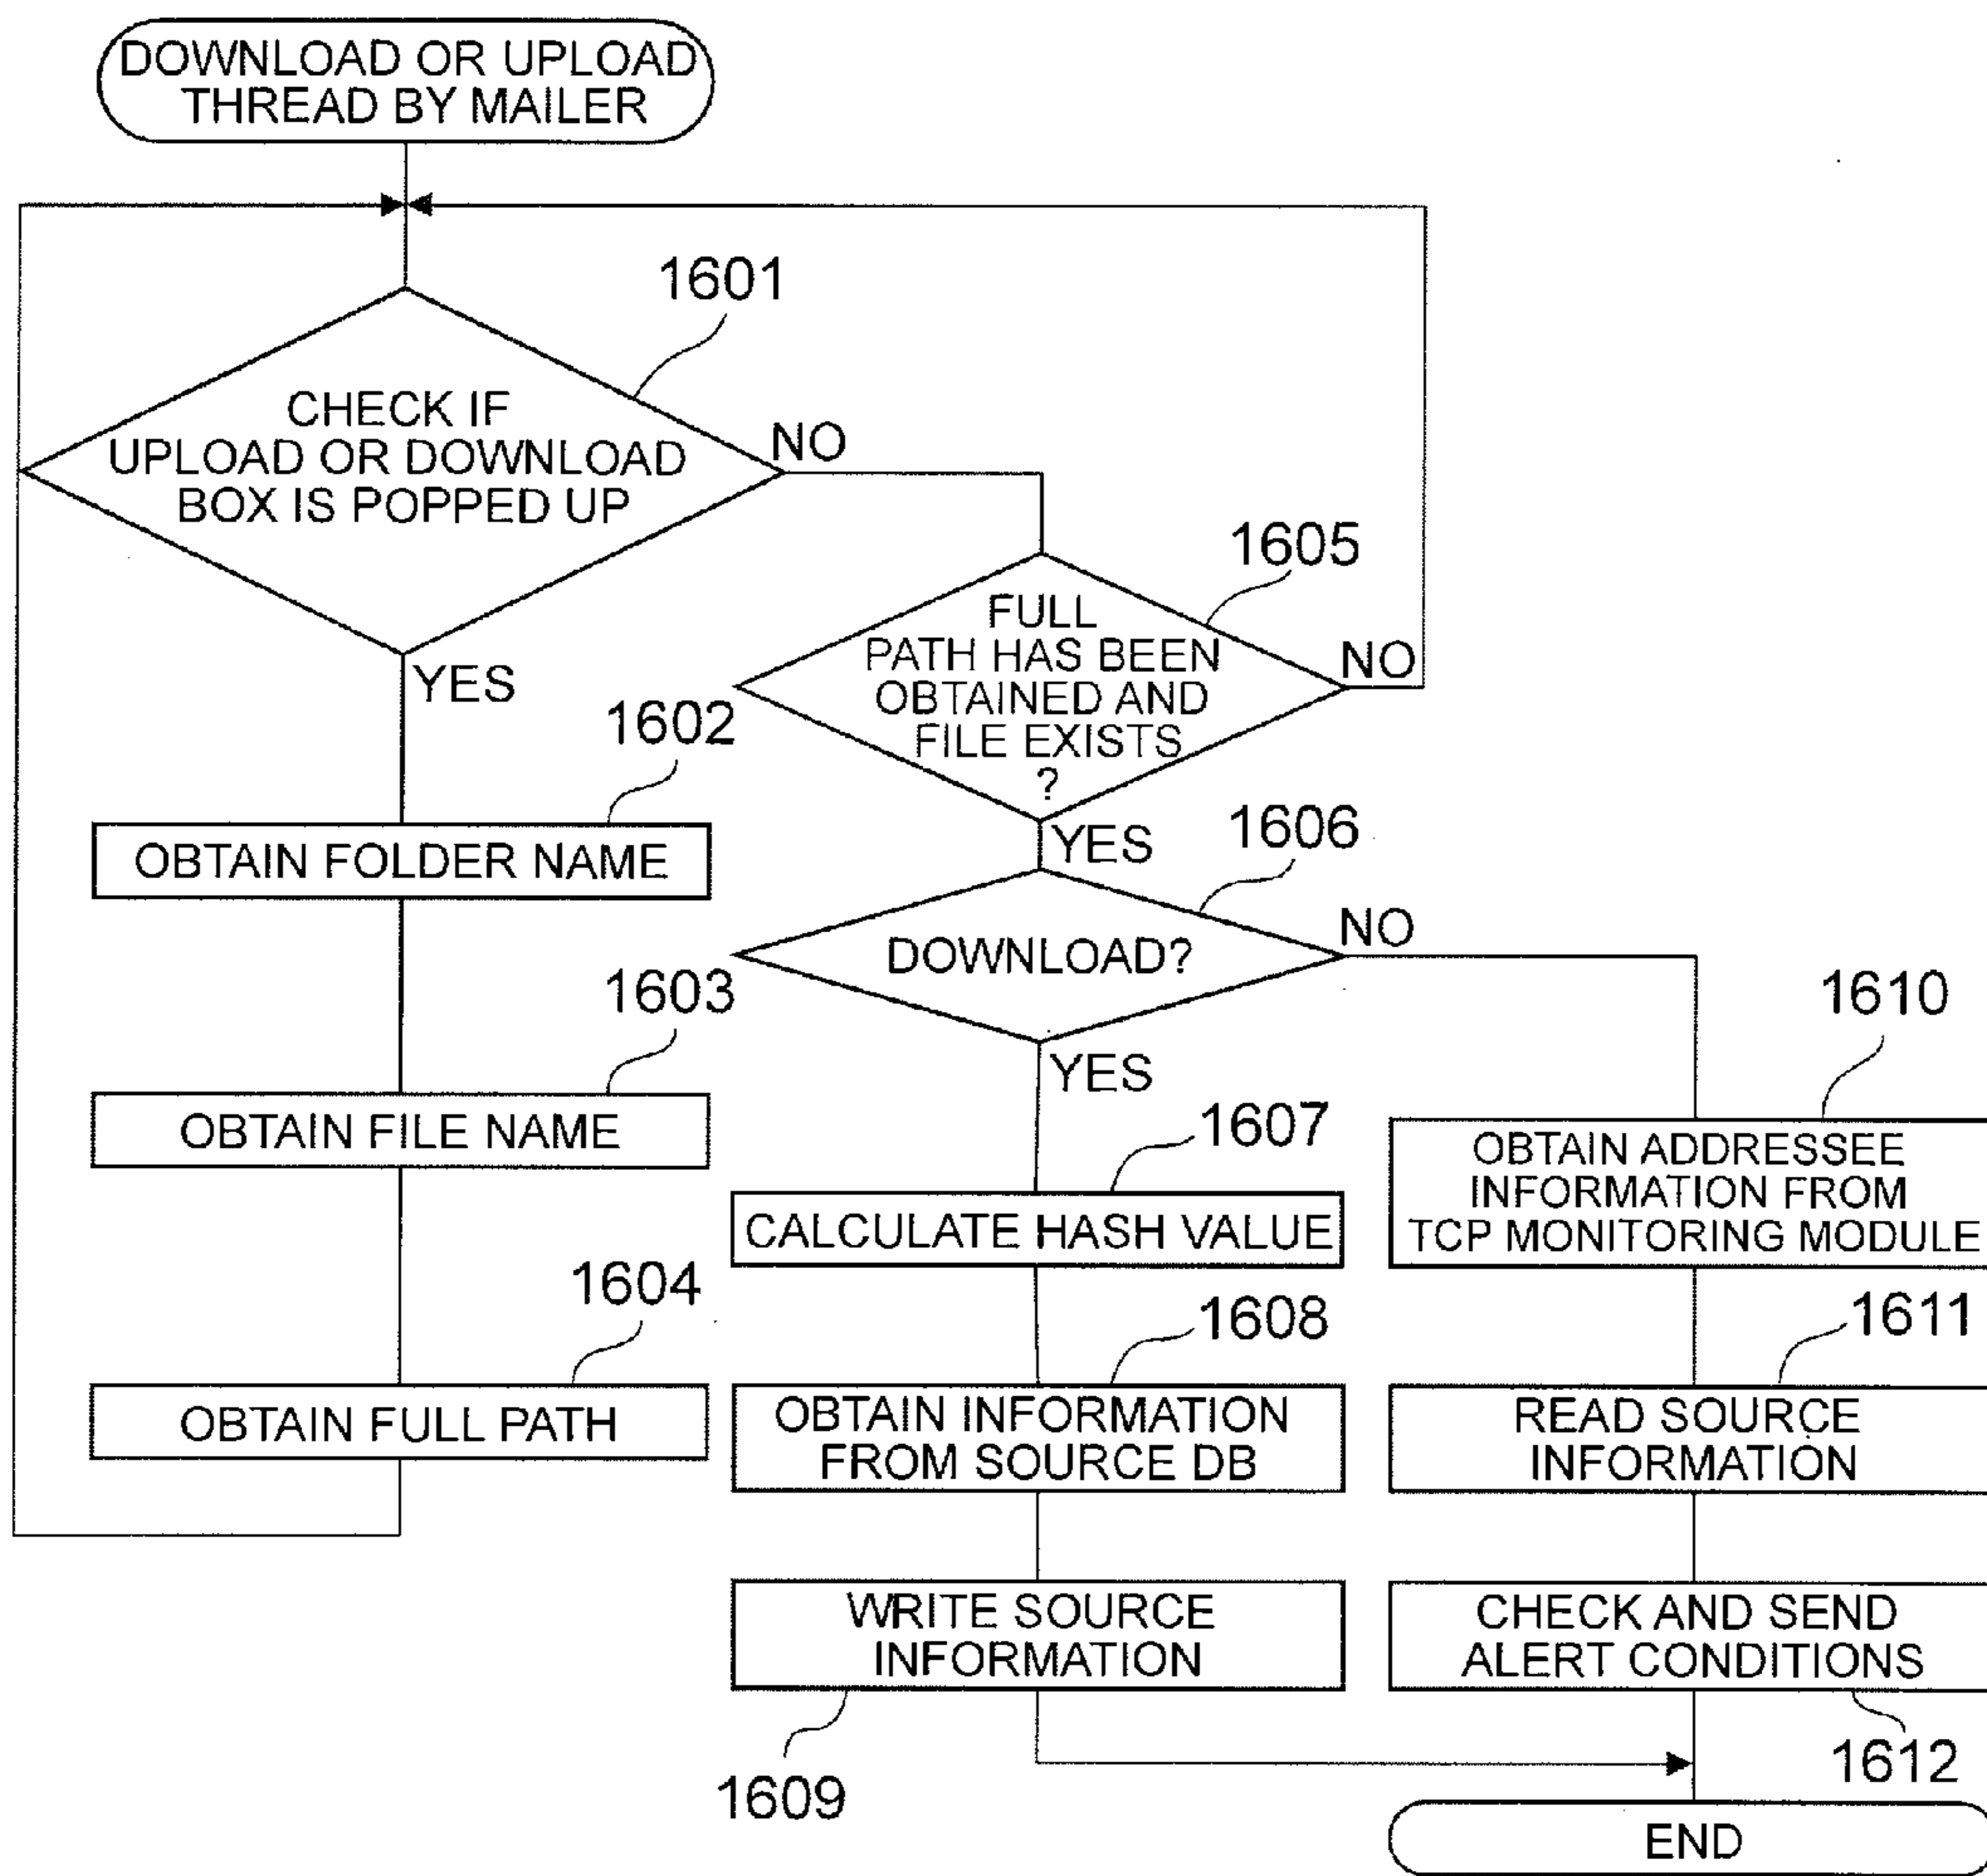 DOWNLOAD OR UPLOAD
THREAD BY MAILER
1601
CHECK IF
UPLOAD OR DOWNLOAD
BOX IS POPPED UP
NO
YES
1602
OBTAIN FOLDER NAME
1603
OBTAIN FILE NAME
1604
OBTAIN FULL PATH
1605
FULL
PATH HAS BEEN
OBTAINED AND
FILE EXISTS
?
NO
YES
1606
DOWNLOAD?
NO
YES
1607
CALCULATE HASH VALUE
1608
OBTAIN INFORMATION
FROM SOURCE DB
WRITE SOURCE
INFORMATION
1609
1610
OBTAIN ADDRESSEE
INFORMATION FROM
TCP MONITORING MODULE
1611
READ SOURCE
INFORMATION
CHECK AND SEND
ALERT CONDITIONS
1612
END